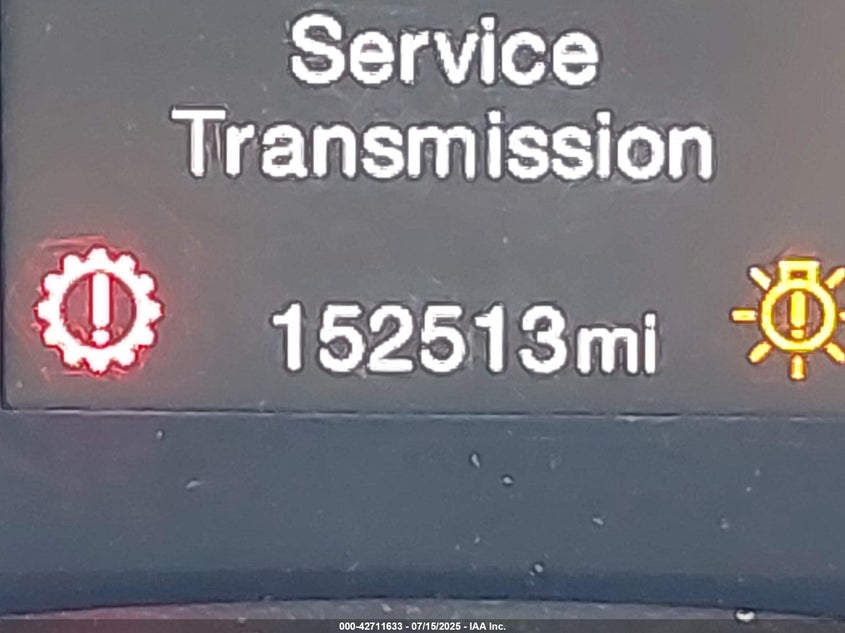 Service
Transmission
152513mi
000-42711633 - 07/15/2025 - IAA Inc.